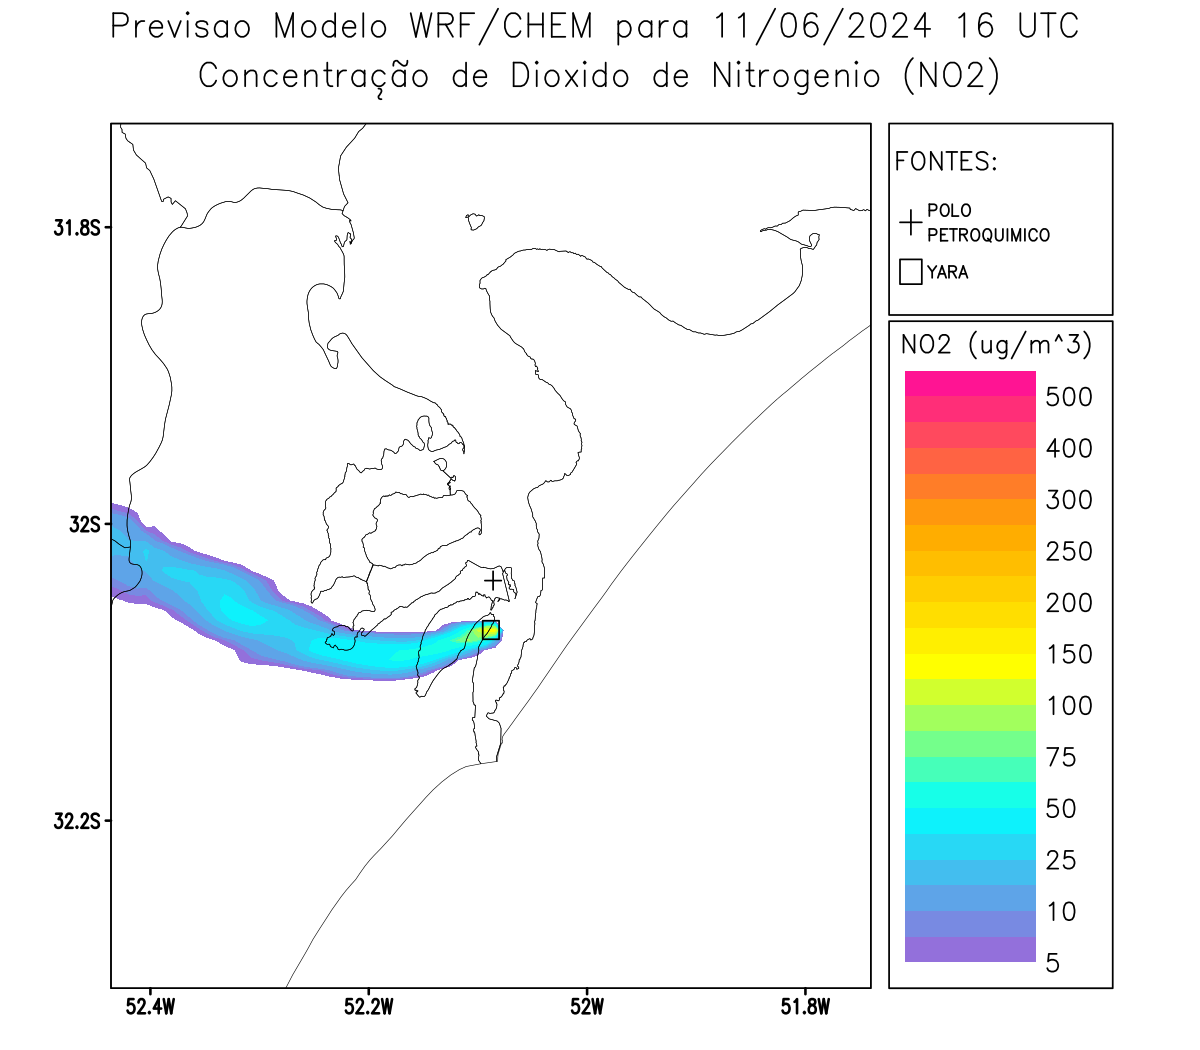 Previsao Modelo WRF/CHEM para 11/06/2024 16 UTC
Concentração de Dioxido de Nitrogenio (NO2)
FONTES:
POLO
PETROQUIMICO
YARA
NO2 (ug/m^3)
500
400
300
250
200
150
100
75
50
25
10
5
31.8S
32S
32.2S
52.4W
52.2W
52W
51.8W